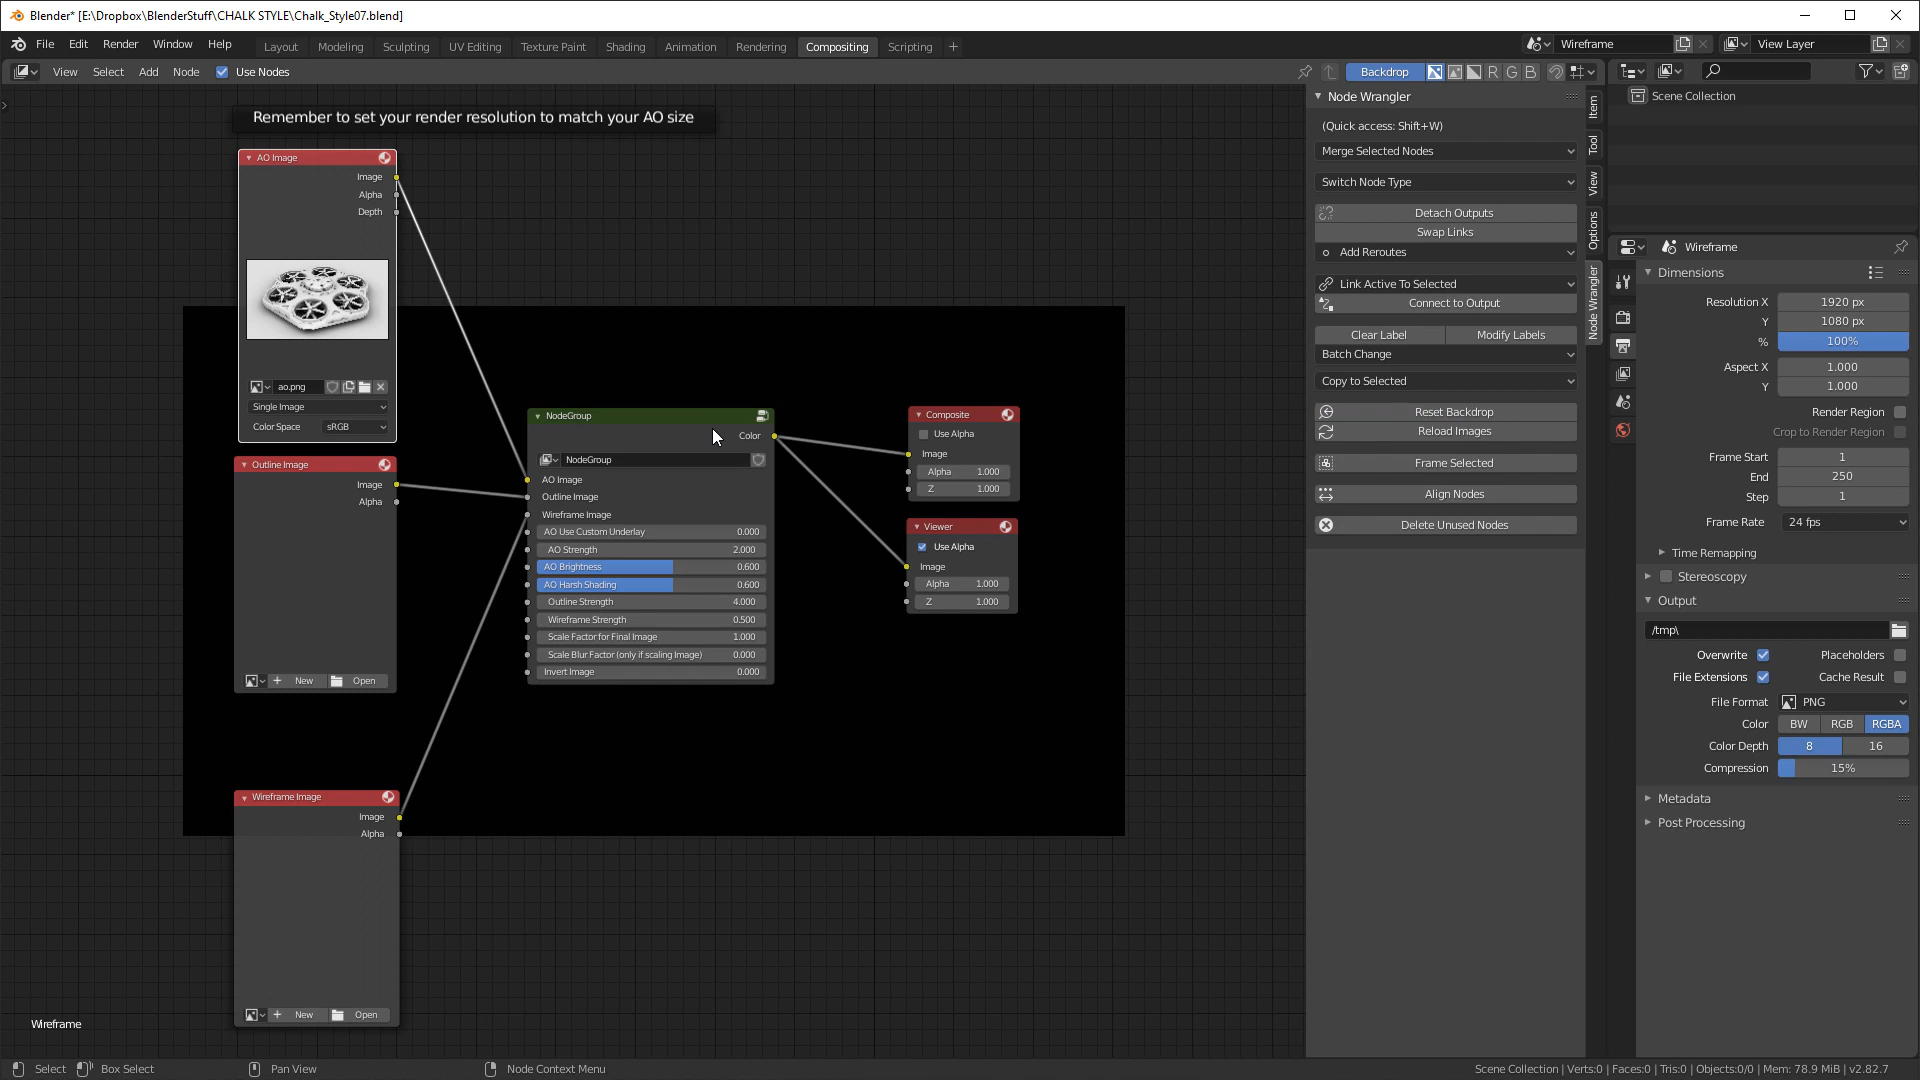 Blender* [E:\Dropbox\BlenderStuff\CHALK STYLE\Chalk_Style07.blend]
File Edit Render Window Help Layout Modeling Sculpting UV Editing Texture Paint Shading Animation Rendering Compositing Scripting + Wireframe View Layer
View Select Add Node Use Nodes Backdrop R G B
Remember to set your render resolution to match your AO size
AO Image
Image
Alpha
Depth
ao.png
Single Image
Color Space sRGB
Outline Image
Image
Alpha
New Open
Wireframe Image
Image
Alpha
New Open
Wireframe
NodeGroup
Color
NodeGroup
AO Image
Outline Image
Wireframe Image
AO Use Custom Underlay 0.000
AO Strength 2.000
AO Brightness 0.600
AO Harsh Shading 0.600
Outline Strength 4.000
Wireframe Strength 0.500
Scale Factor for Final Image 1.000
Scale Blur Factor (only if scaling Image) 0.000
Invert Image 0.000
Composite
Use Alpha
Image
Alpha 1.000
Z 1.000
Viewer
Use Alpha
Image
Alpha 1.000
Z 1.000
Node Wrangler
(Quick access: Shift+W)
Merge Selected Nodes
Switch Node Type
Detach Outputs
Swap Links
Add Reroutes
Link Active To Selected
Connect to Output
Clear Label Modify Labels
Batch Change
Copy to Selected
Reset Backdrop
Reload Images
Frame Selected
Align Nodes
Delete Unused Nodes
Item
Tool
View
Options
Node Wrangler
Scene Collection
Wireframe
Dimensions
Resolution X 1920 px
Y 1080 px
% 100%
Aspect X 1.000
Y 1.000
Render Region
Crop to Render Region
Frame Start 1
End 250
Step 1
Frame Rate 24 fps
Time Remapping
Stereoscopy
Output
/tmp\
Overwrite Placeholders
File Extensions Cache Result
File Format PNG
Color BW RGB RGBA
Color Depth 8 16
Compression 15%
Metadata
Post Processing
Select Box Select Pan View Node Context Menu Scene Collection | Verts:0 | Faces:0 | Tris:0 | Objects:0/0 | Mem: 78.9 MiB | v2.82.7